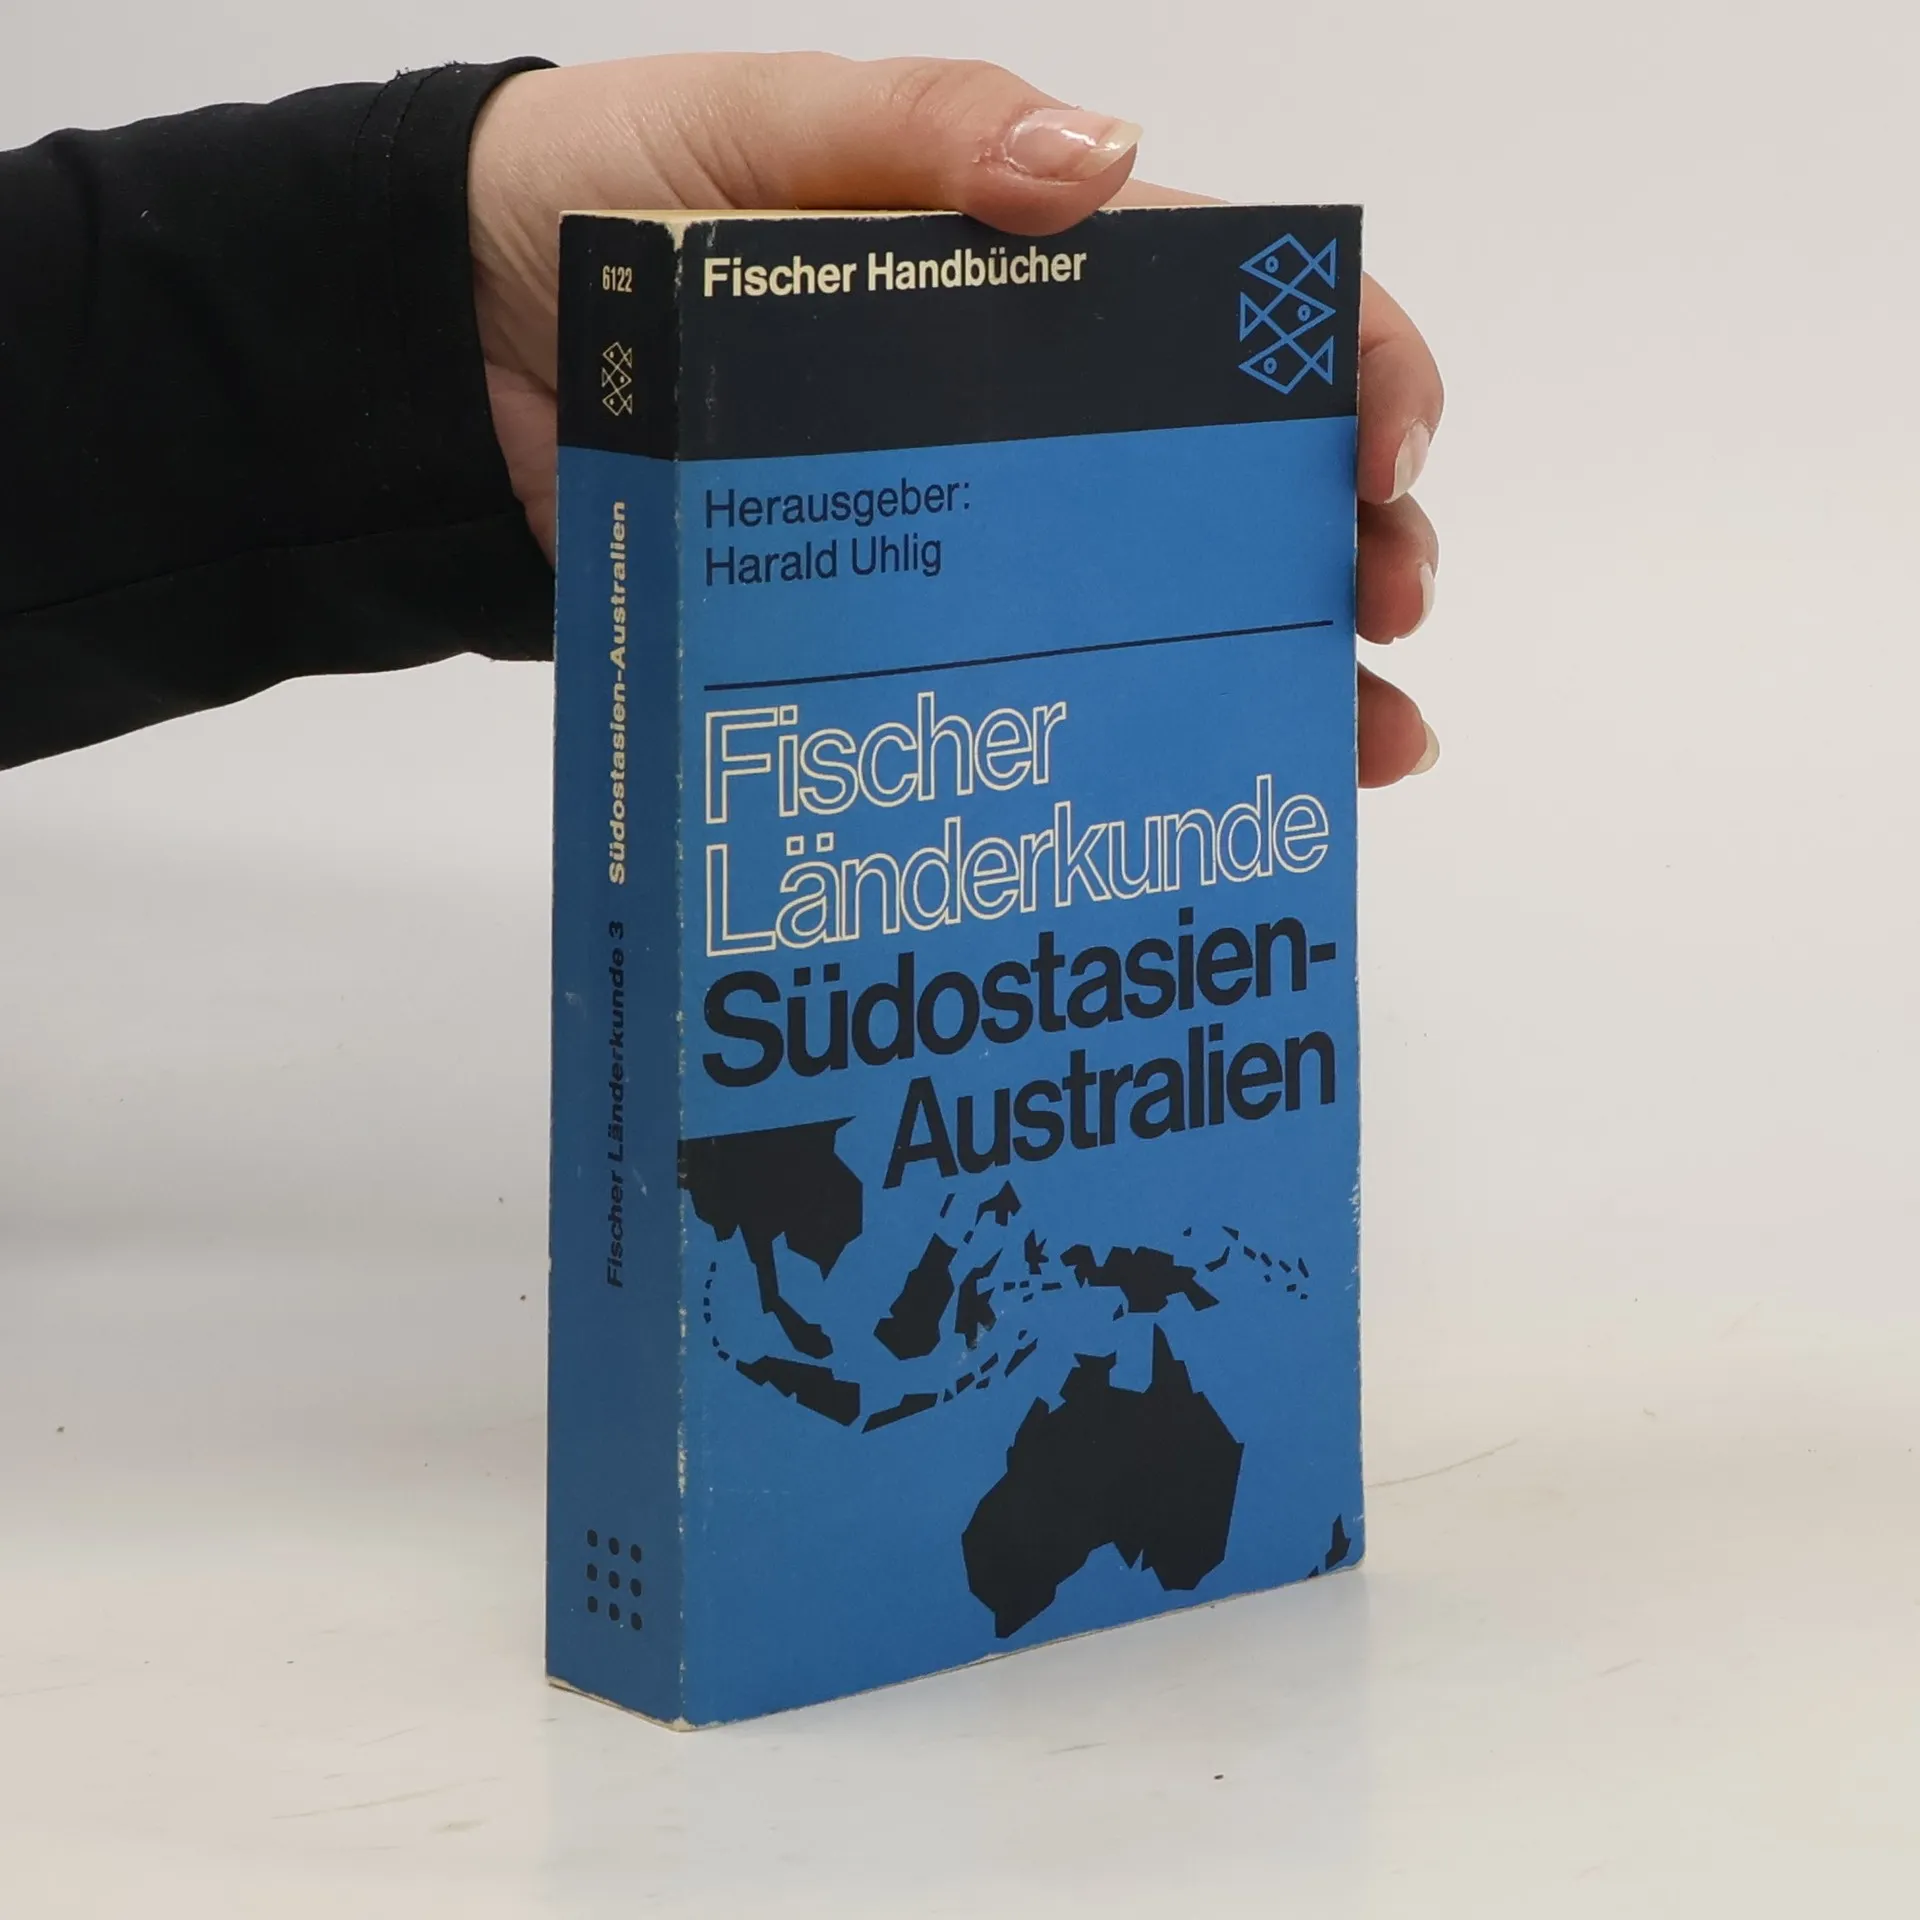 6122
Fischer Länderkunde 3 Südostasien-Australien
Fischer Handbücher
Herausgeber:
Harald Uhlig
Fischer
Länderkunde
Südostasien-
Australien